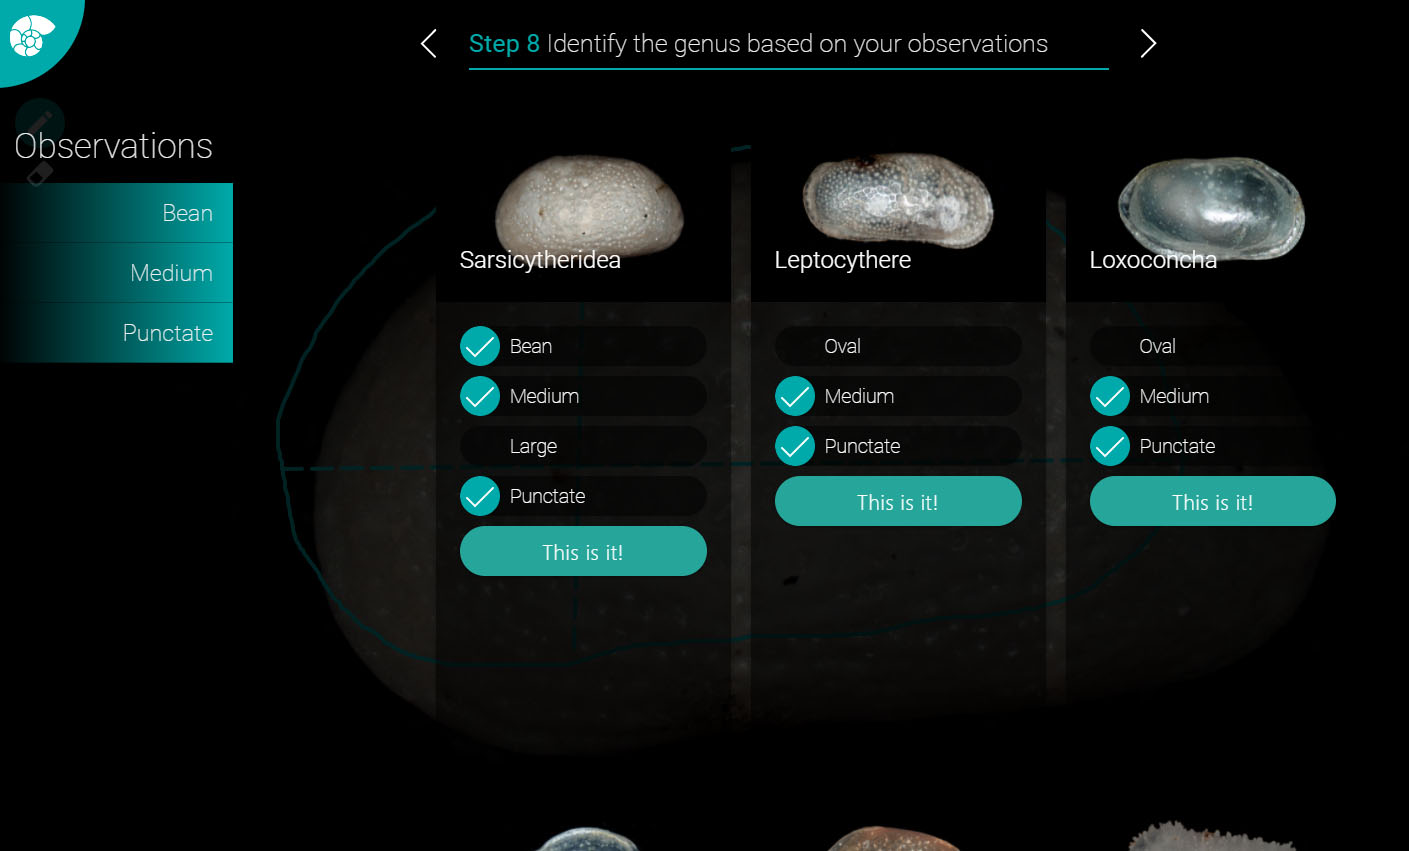 Step 8 Identify the genus based on your observations
Observations
Bean
Medium
Punctate
Sarsicytheridea
Bean
Medium
Large
Punctate
This is it!
Leptocythere
Oval
Medium
Punctate
This is it!
Loxoconcha
Oval
Medium
Punctate
This is it!